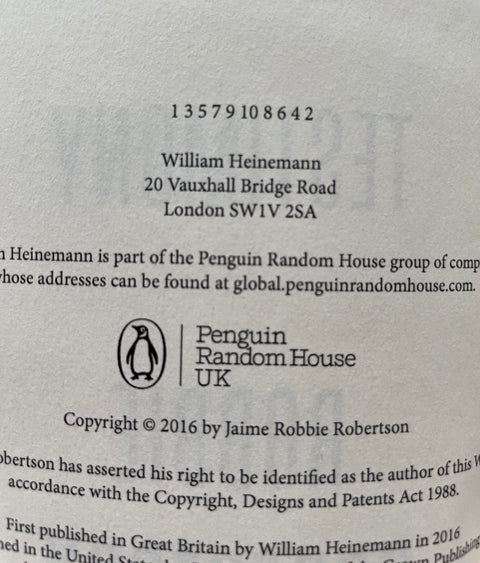 1 3 5 7 9 10 8 6 4 2
William Heinemann
20 Vauxhall Bridge Road
London SW1V 2SA
Heinemann is part of the Penguin Random House group of
addresses can be found at global.penguinrandomhouse.com.
Penguin
Random House
UK
Copyright © 2016 by Jaime Robbie Robertson
has asserted his right to be identified as the author of this
accordance with the Copyright, Designs and Patents Act 1988.
First published in Great Britain by William Heinemann in 2016
in the United